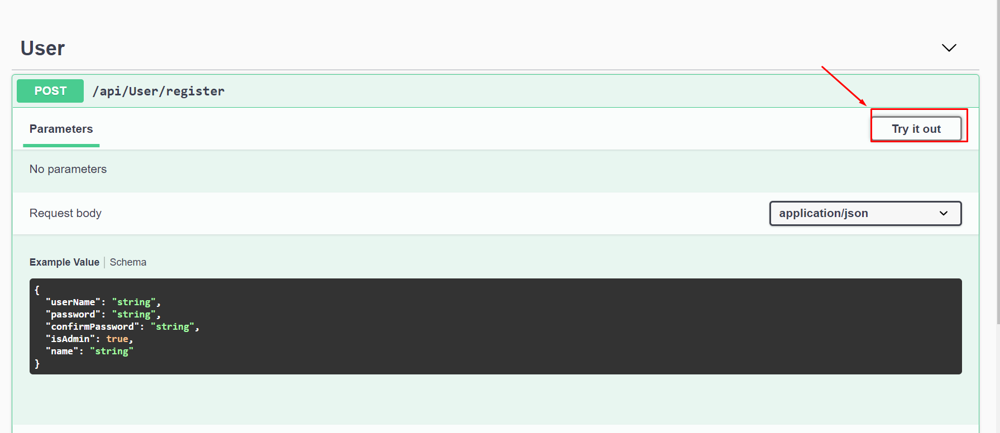 User
POST /api/User/register
Parameters Try it out
No parameters
Request body application/json
Example Value Schema
{
  "userName": "string",
  "password": "string",
  "confirmPassword": "string",
  "isAdmin": true,
  "name": "string"
}